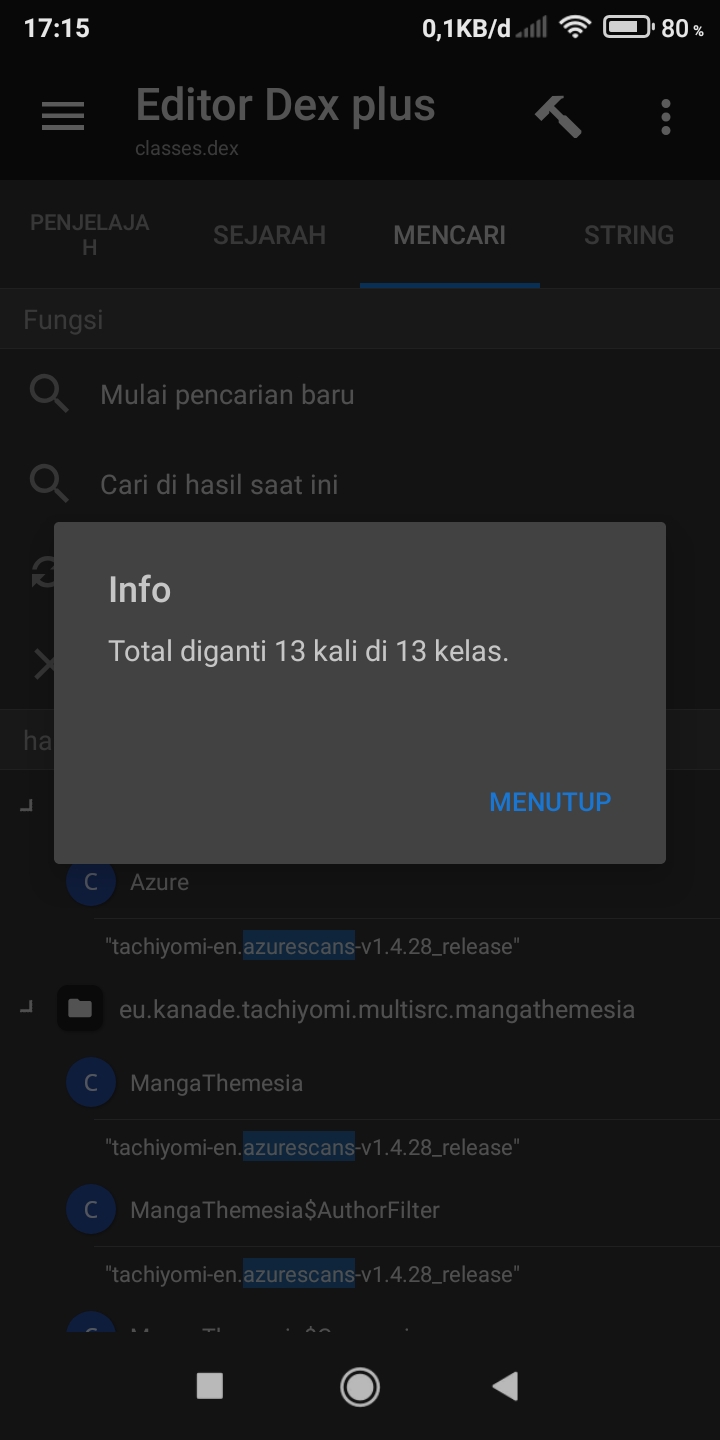 17:15
0,1KB/d
80 %
Editor Dex plus
classes.dex
PENJELAJA
H
SEJARAH
MENCARI
STRING
Fungsi
Mulai pencarian baru
Cari di hasil saat ini
Info
Total diganti 13 kali di 13 kelas.
ha
MENUTUP
C Azure
"tachiyomi-en.azurescans-v1.4.28_release"
eu.kanade.tachiyomi.multisrc.mangathemesia
C MangaThemesia
"tachiyomi-en.azurescans-v1.4.28_release"
C MangaThemesia$AuthorFilter
"tachiyomi-en.azurescans-v1.4.28_release"